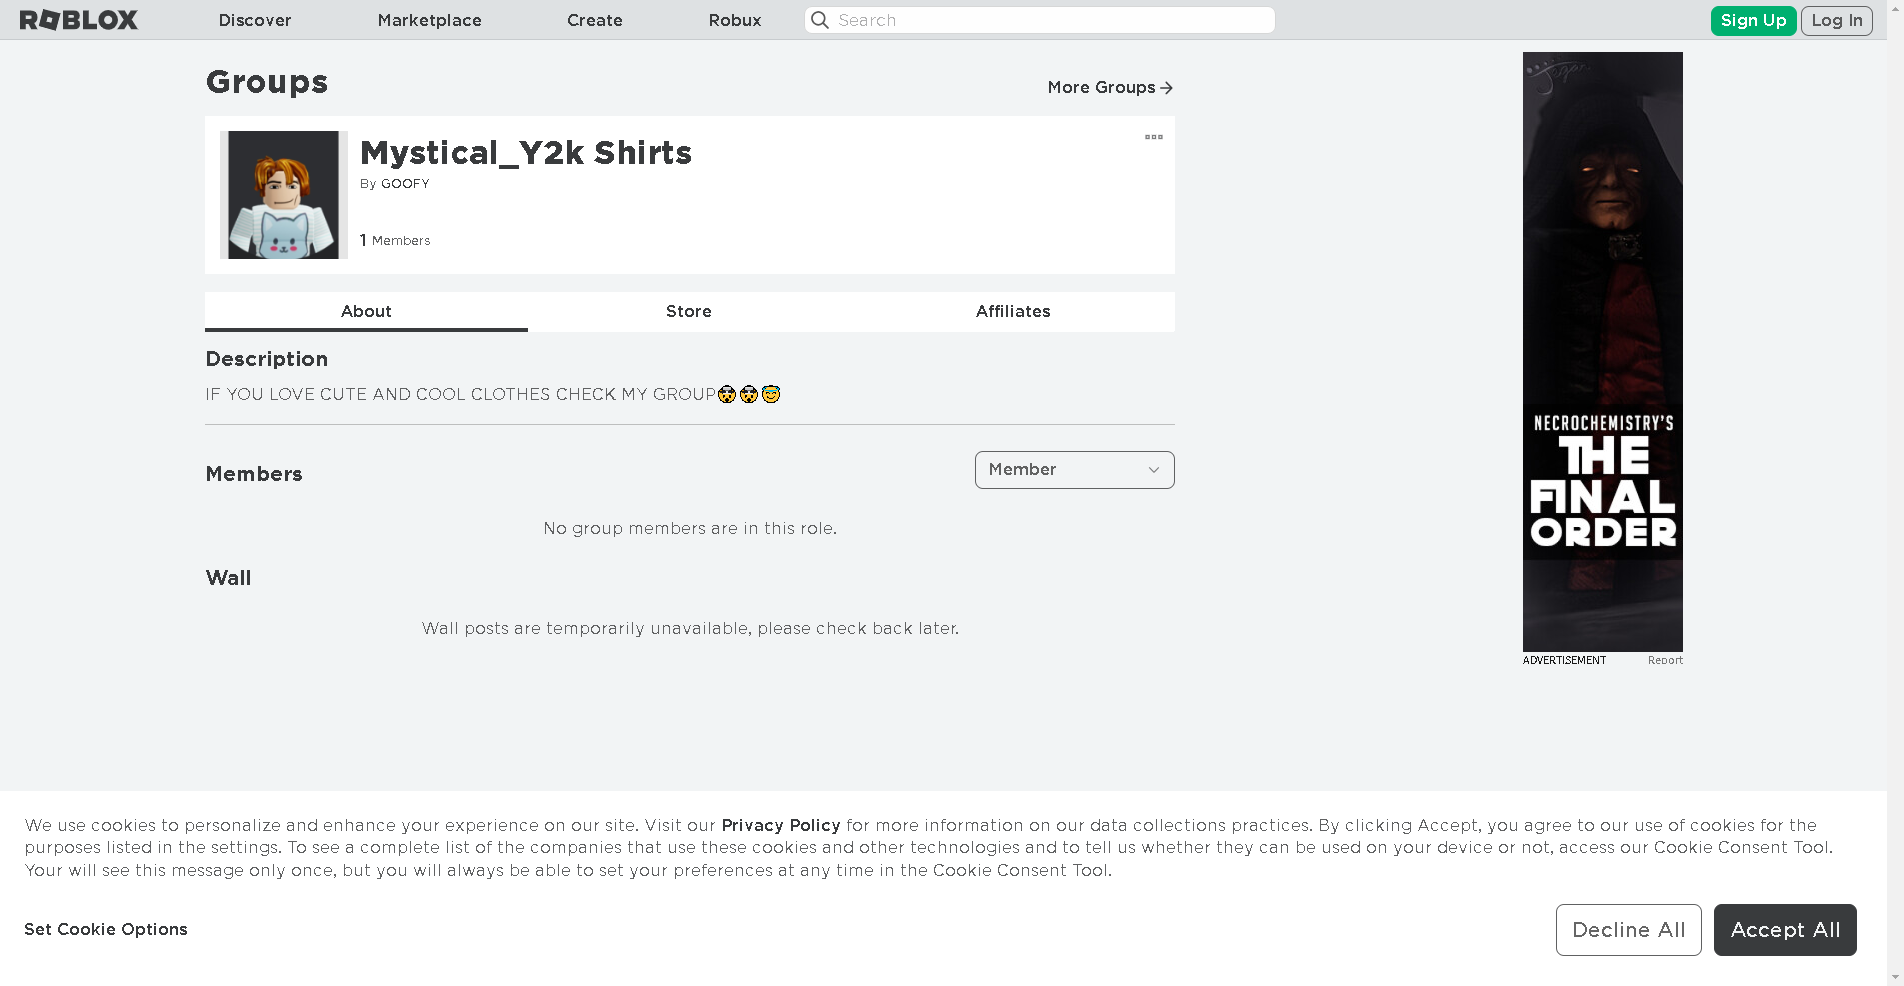 ROBLOX Discover Marketplace Create Robux Search Sign Up Log In
Groups
More Groups
Mystical_Y2k Shirts
By GOOFY
1 Members
About Store Affiliates
Description
IF YOU LOVE CUTE AND COOL CLOTHES CHECK MY GROUP🤯🤯😇
Members
Member
No group members are in this role.
Wall
Wall posts are temporarily unavailable, please check back later.
NECROCHEMISTRY'S
THE
FINAL
ORDER
ADVERTISEMENT Report
We use cookies to personalize and enhance your experience on our site. Visit our Privacy Policy for more information on our data collections practices. By clicking Accept, you agree to our use of cookies for the
purposes listed in the settings. To see a complete list of the companies that use these cookies and other technologies and to tell us whether they can be used on your device or not, access our Cookie Consent Tool.
Your will see this message only once, but you will always be able to set your preferences at any time in the Cookie Consent Tool.
Set Cookie Options
Decline All
Accept All